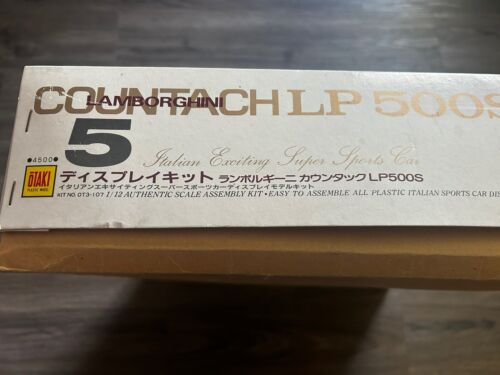 COUNTACH LP 500S
LAMBORGHINI
5
Italian Exciting Super Sports Car
●4500●
OTAKI
PLASTIC MODEL
ディスプレイキット ランボルギーニ カウンタック LP500S
イタリアンエキサイティングスーパースポーツカーディスプレイモデルキット
KIT NO. OT3-107 1/12 AUTHENTIC SCALE ASSEMBLY KIT • EASY TO ASSEMBLE ALL PLASTIC ITALIAN SPORTS CAR DIS